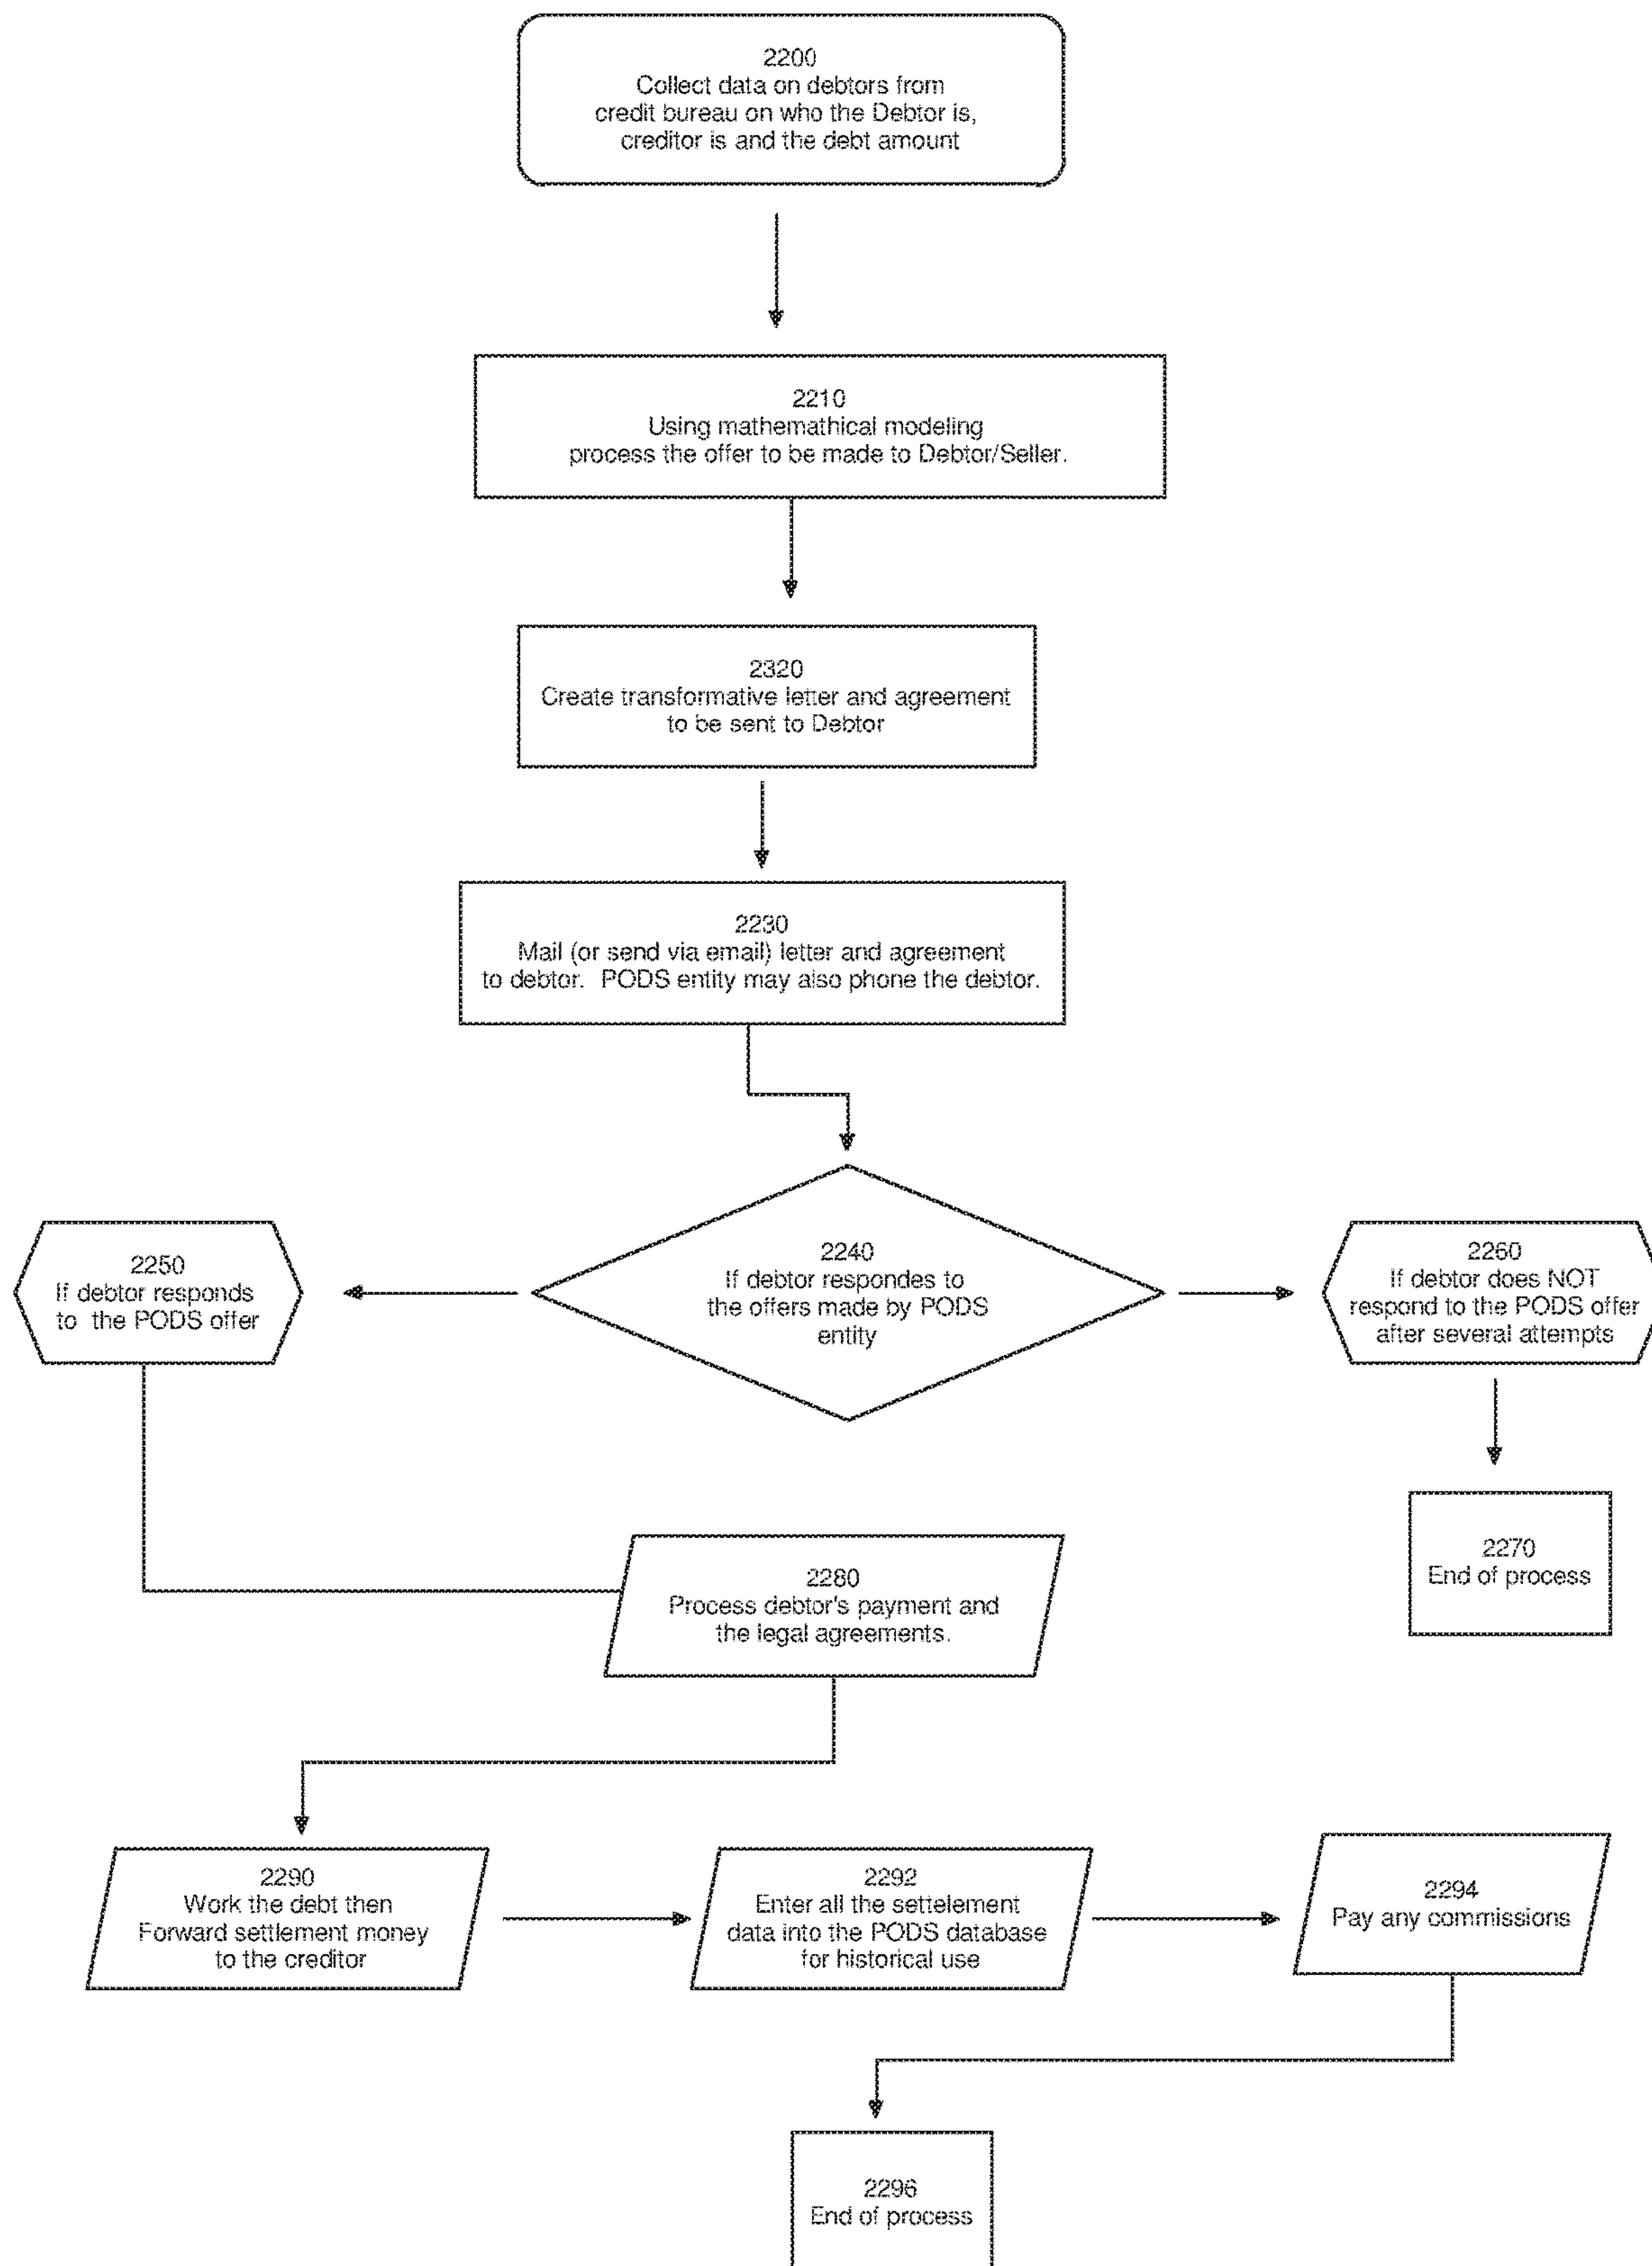 2200
Collect data on debtors from
credit bureau on who the Debtor is,
creditor is and the debt amount
2210
Using mathemathical modeling
process the offer to be made to Debtor/Seller.
2320
Create transformative letter and agreement
to be sent to Debtor
2230
Mail (or send via email) letter and agreement
to debtor. PODS entity may also phone the debtor.
2240
If debtor respondes to
the offers made by PODS
entity
2250
If debtor responds
to the PODS offer
2260
If debtor does NOT
respond to the PODS offer
after several attempts
2270
End of process
2280
Process debtor's payment and
the legal agreements.
2290
Work the debt then
Forward settlement money
to the creditor
2292
Enter all the settelement
data into the PODS database
for historical use
2294
Pay any commissions
2296
End of process